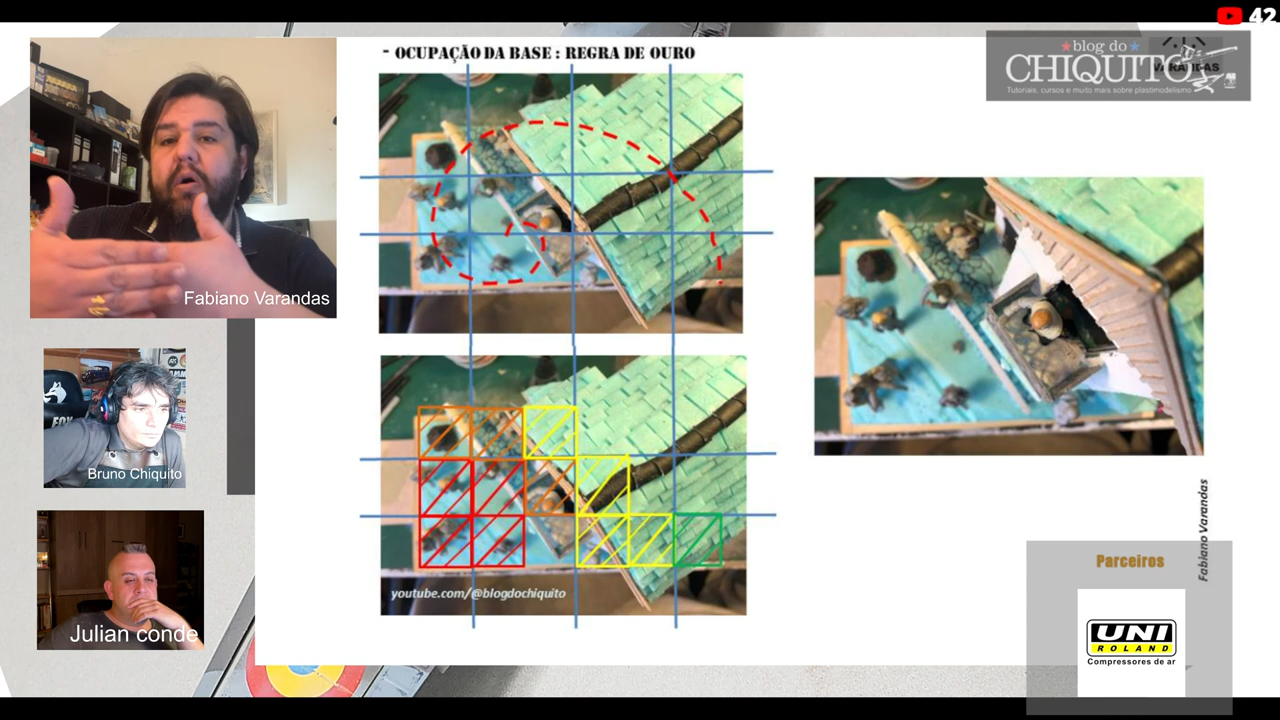 42
- OCUPAÇÃO DA BASE : REGRA DE OURO
blog do
CHIQUITO
Tutoriais, cursos e muito mais sobre plastimodelismo
Fabiano Varandas
FOX
Bruno Chiquito
Julian conde
youtube.com/@blogdochiquito
Fabiano Varandas
Parceiros
UNI
ROLAND
Compressores de ar